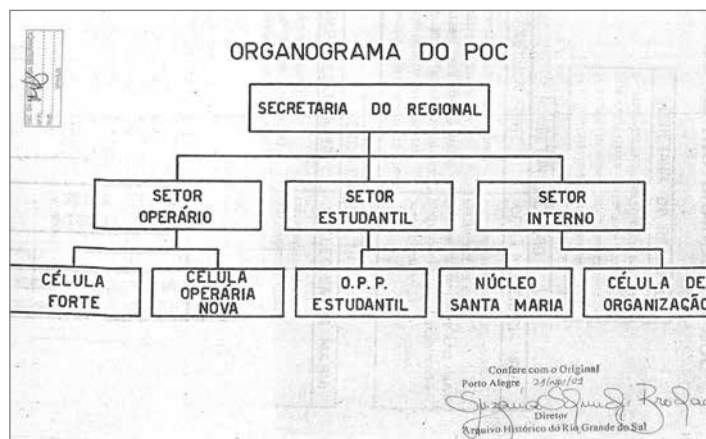 ORGANOGRAMA DO POC
SECRETARIA DO REGIONAL
SETOR
OPERÁRIO
SETOR
ESTUDANTIL
SETOR
INTERNO
CÉLULA
FORTE
CÉLULA
OPERÁRIA
NOVA
O.P.P.
ESTUDANTIL
NÚCLEO
SANTA MARIA
CÉLULA DE
ORGANIZAÇÃO
Confere com o Original
Porto Alegre
Diretor
Arquivo Histórico do Rio Grande do Sul